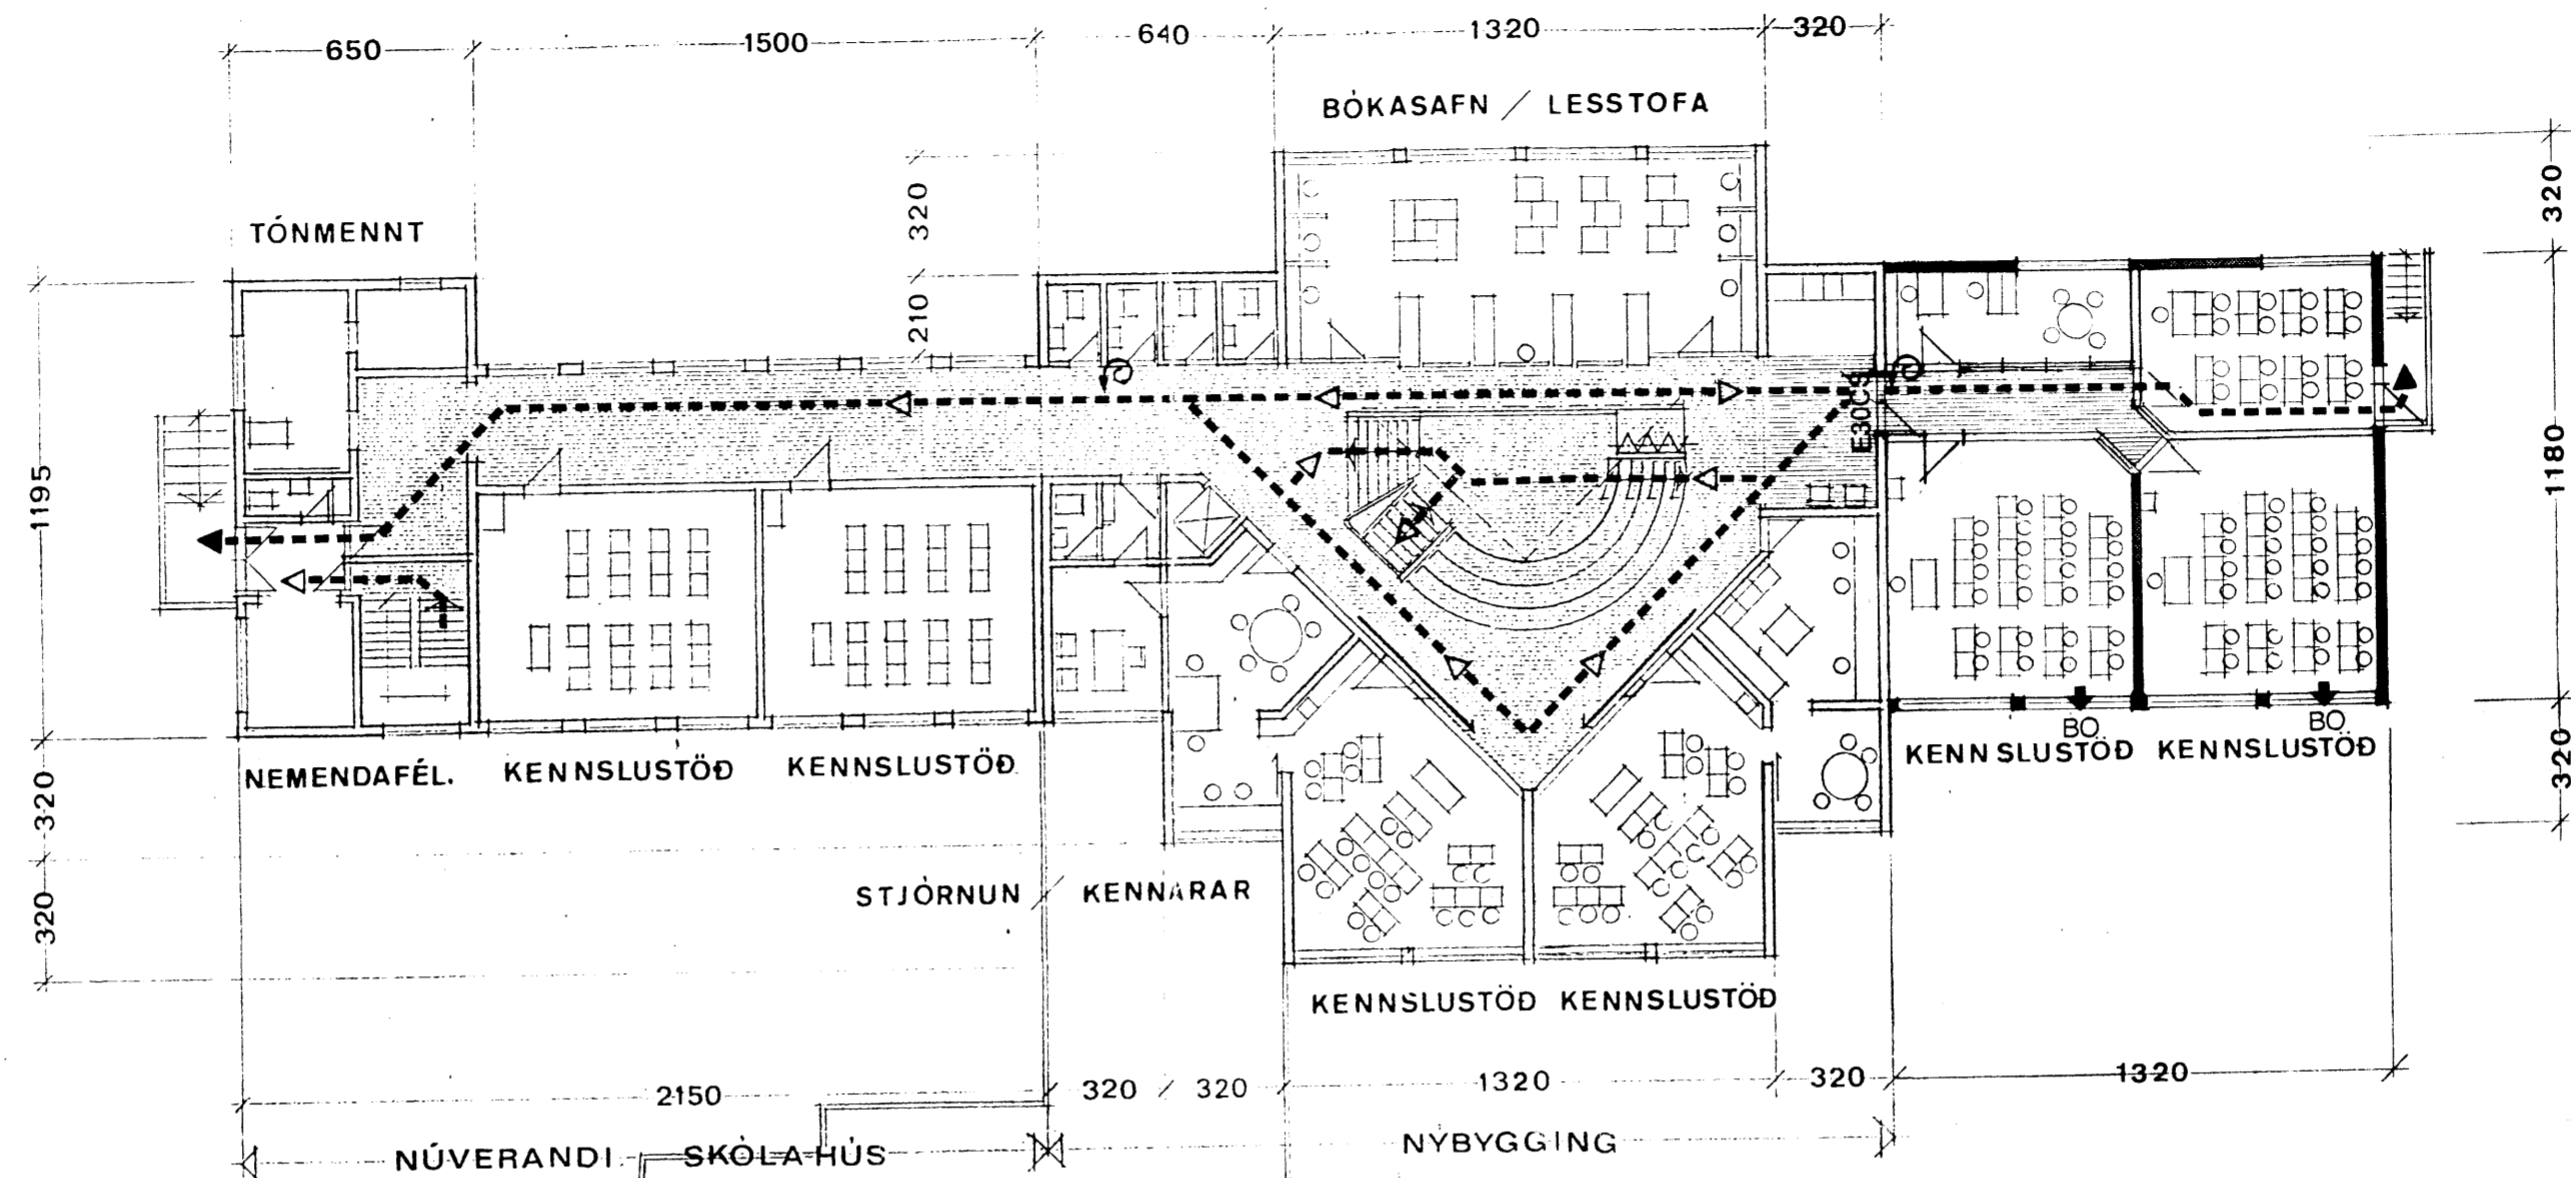 650 1500 640 1320 320
BÓKASAFN / LESSTOFA
320
320
TÓNMENNT
210
E30CS
1195
1180
BO BO
NEMENDAFÉL. KENNSLUSTÖÐ KENNSLUSTÖÐ
KENNSLUSTÖÐ KENNSLUSTÖÐ
320
320
STJÓRNUN / KENNARAR
320
KENNSLUSTÖÐ KENNSLUSTÖÐ
2150 320 / 320 1320 320 1320
NÚVERANDI SKÓLAHÚS NÝBYGGING